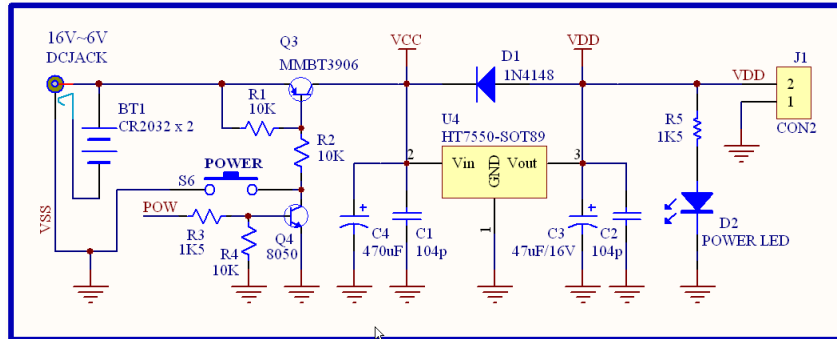 16V~6V
DCJACK
BT1
CR2032 x 2
VSS
Q3
MMBT3906
R1
10K
R2
10K
POWER
S6
POW
R3
1K5
R4
10K
Q4
8050
VCC
D1
1N4148
VDD
U4
HT7550-SOT89
2
Vin
GND
Vout
3
1
C4
470uF
C1
104p
C3
47uF/16V
C2
104p
VDD
R5
1K5
D2
POWER LED
J1
2
1
CON2